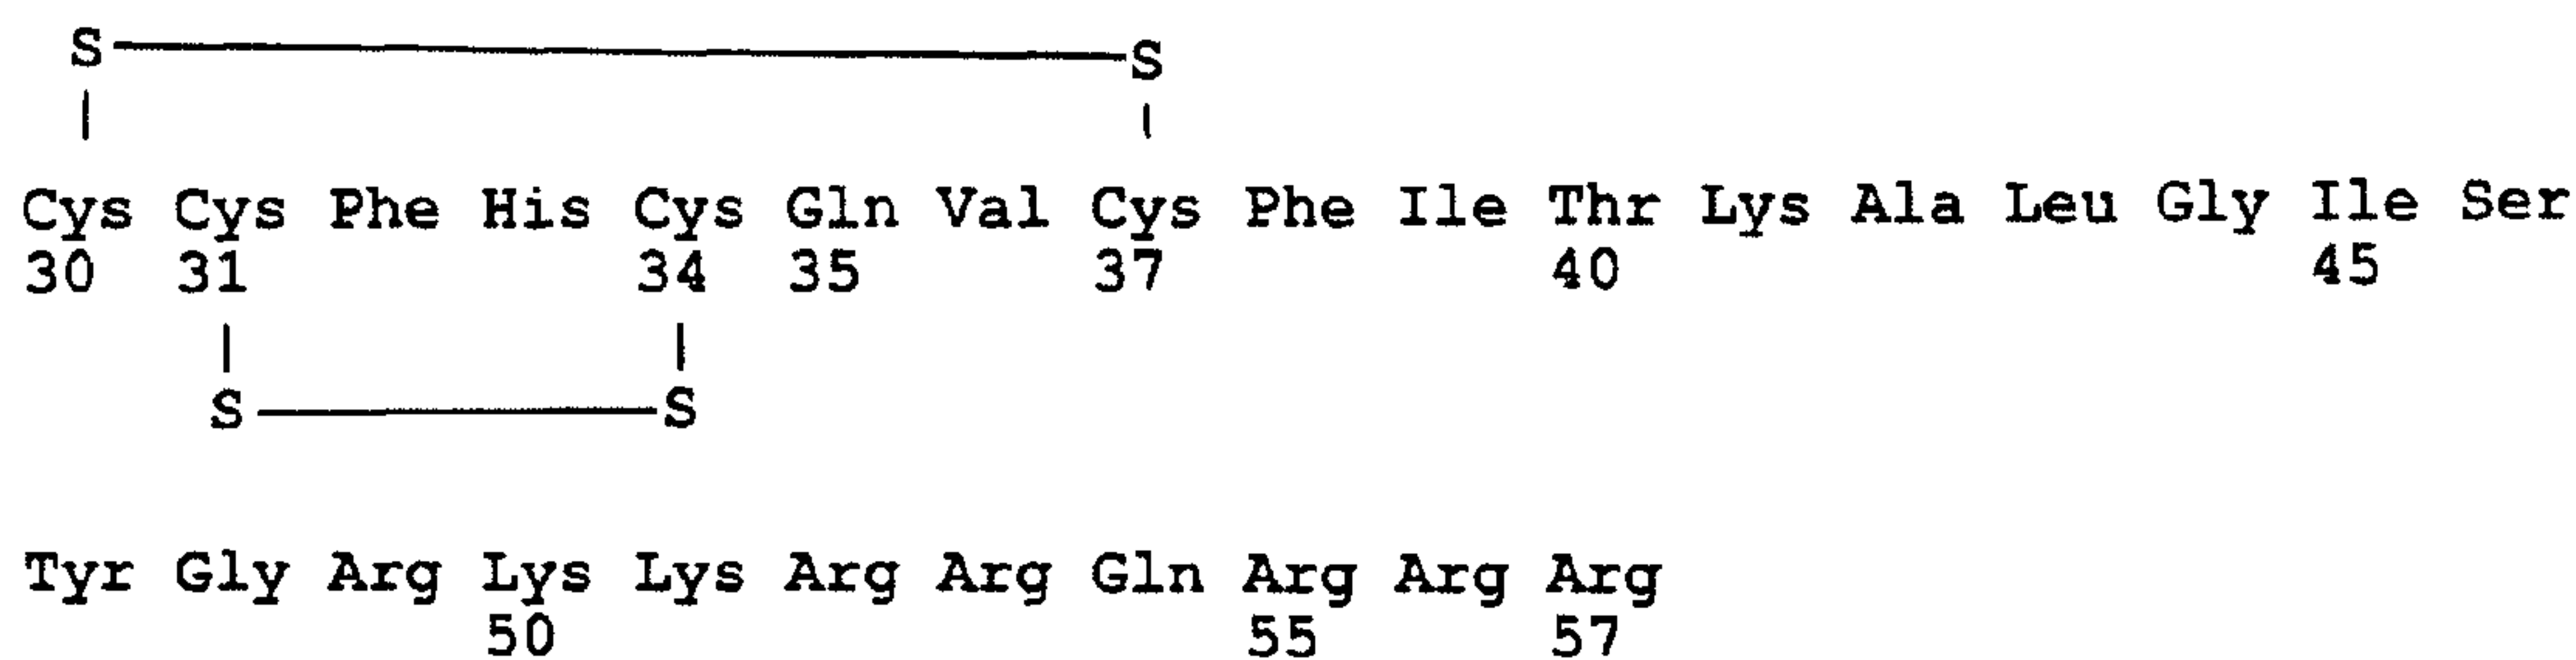 S S
Cys Cys Phe His Cys Gln Val Cys Phe Ile Thr Lys Ala Leu Gly Ile Ser
30 31 34 35 37 40 45
S S
Tyr Gly Arg Lys Lys Arg Arg Gln Arg Arg Arg
50 55 57